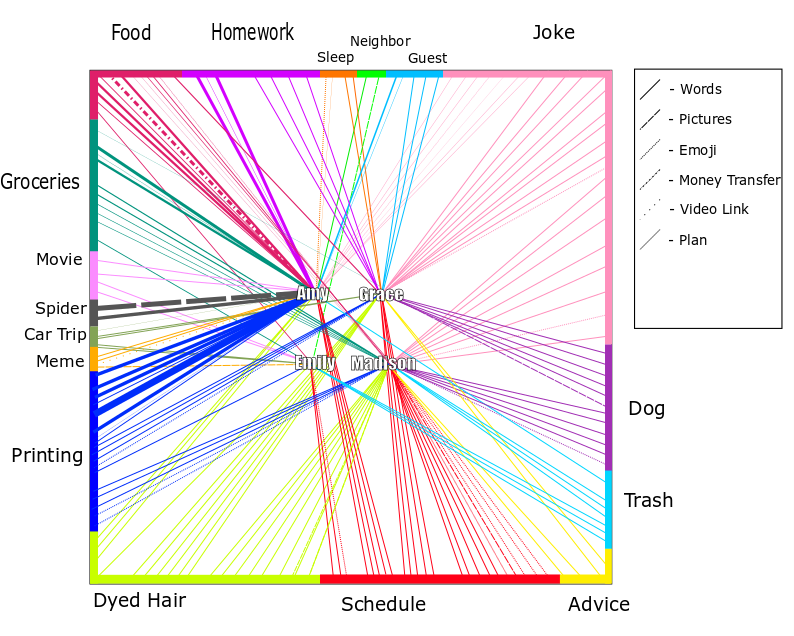 Food
Homework
Joke
Sleep
Neighbor
Guest
Groceries
Movie
Spider
Car Trip
Meme
Printing
Amy
Grace
Emily
Madison
Dog
Trash
Dyed Hair
Schedule
Advice
- Words
- Pictures
- Emoji
- Money Transfer
- Video Link
- Plan